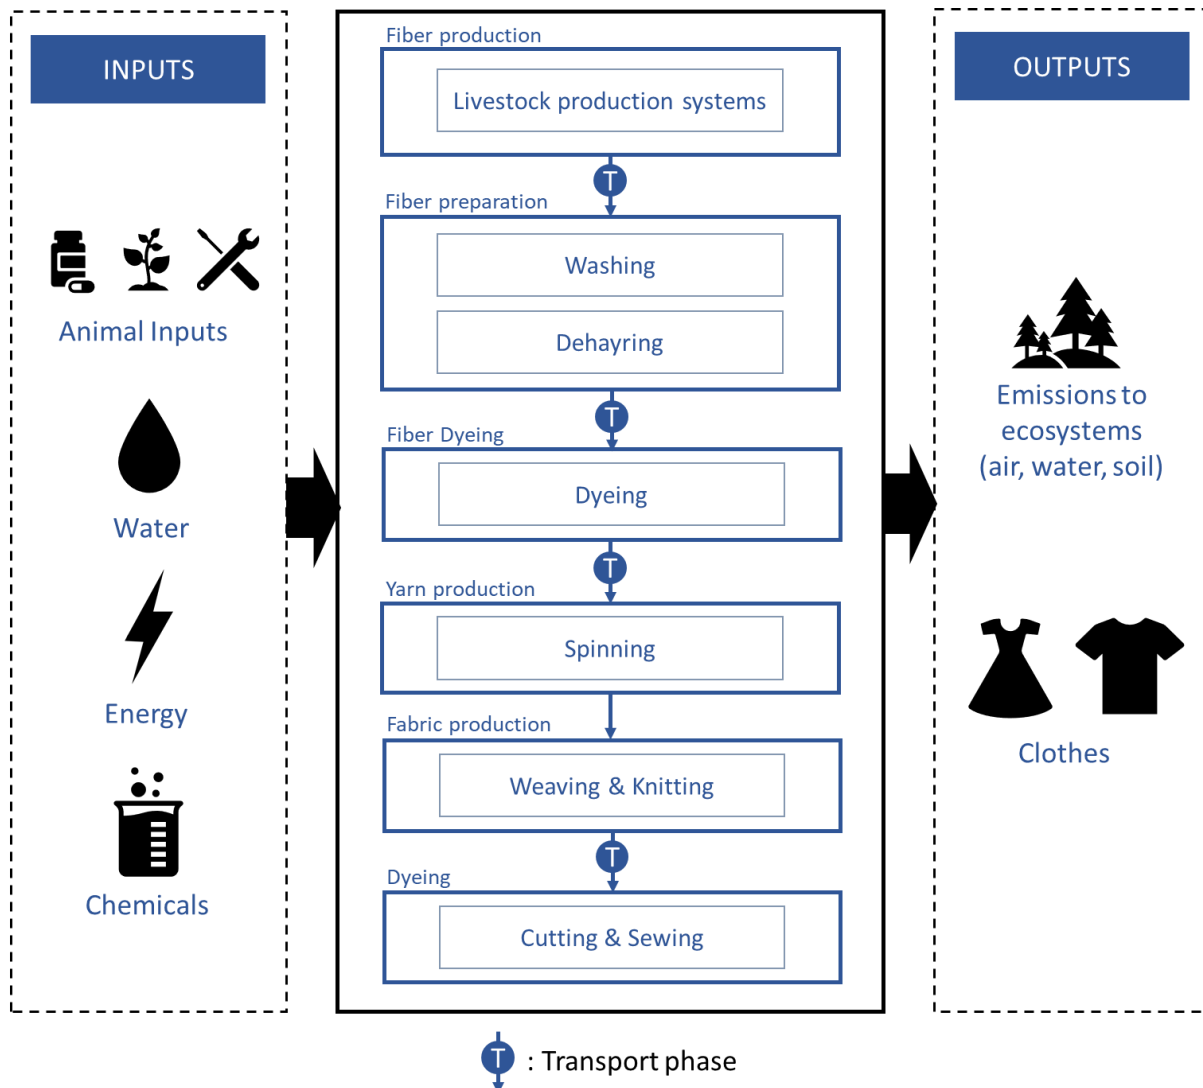 INPUTS
Animal Inputs
Water
Energy
Chemicals
Fiber production
Livestock production systems
T
Fiber preparation
Washing
Dehayring
T
Fiber Dyeing
Dyeing
T
Yarn production
Spinning
Fabric production
Weaving & Knitting
T
Dyeing
Cutting & Sewing
OUTPUTS
Emissions to
ecosystems
(air, water, soil)
Clothes
T : Transport phase